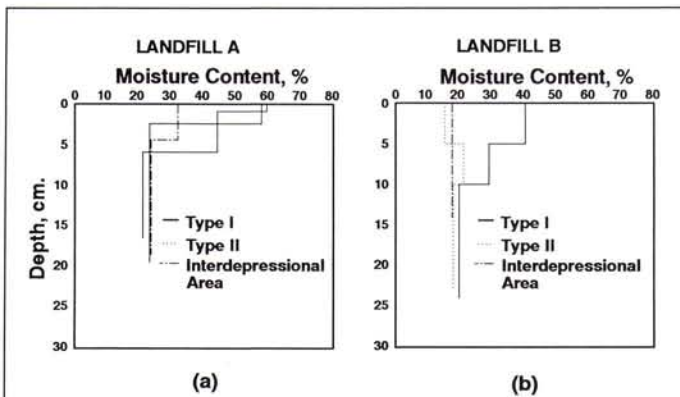 LANDFILL A
Moisture Content, %
0 10 20 30 40 50 60 70 80
Depth, cm.
0
5
10
15
20
25
30
Type I
Type II
Interdepressional
Area
(a)
LANDFILL B
Moisture Content, %
0 10 20 30 40 50 60 70 80
0
5
10
15
20
25
30
Type I
Type II
Interdepressional
Area
(b)